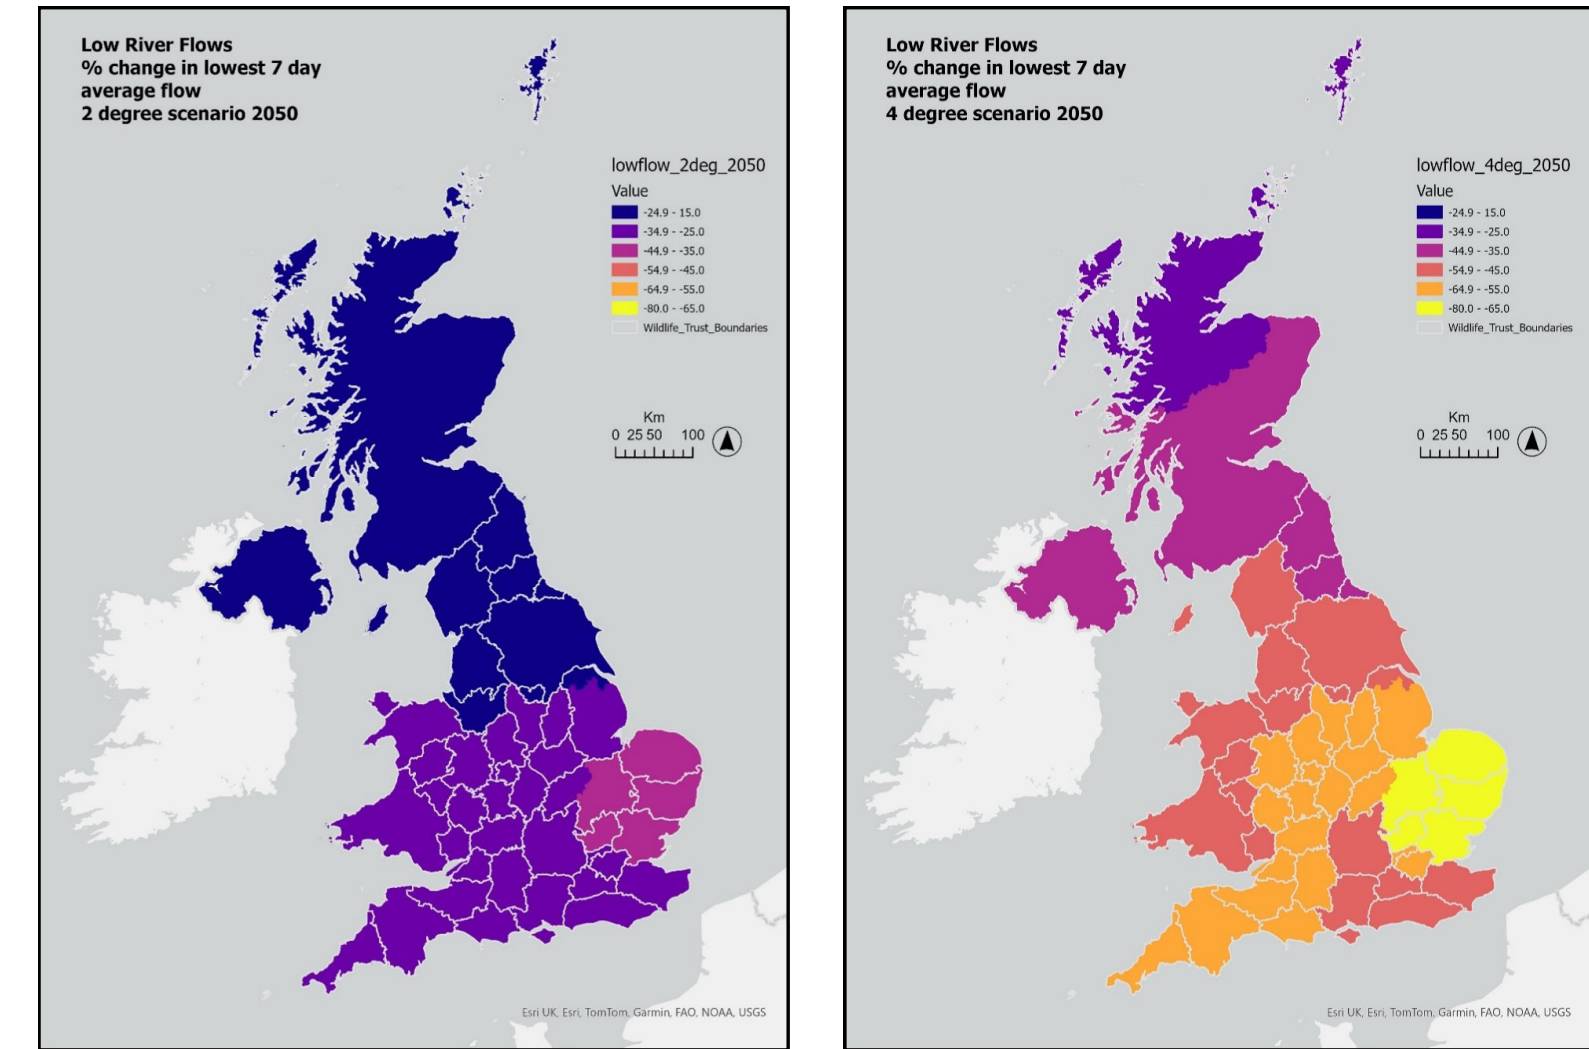 Low River Flows
% change in lowest 7 day
average flow
2 degree scenario 2050
lowflow_2deg_2050
Value
-24.9 - 15.0
-34.9 - -25.0
-44.9 - -35.0
-54.9 - -45.0
-64.9 - -55.0
-80.0 - -65.0
Wildlife_Trust_Boundaries
Km
0 25 50 100
Esri UK, Esri, TomTom, Garmin, FAO, NOAA, USGS
Low River Flows
% change in lowest 7 day
average flow
4 degree scenario 2050
lowflow_4deg_2050
Value
-24.9 - 15.0
-34.9 - -25.0
-44.9 - -35.0
-54.9 - -45.0
-64.9 - -55.0
-80.0 - -65.0
Wildlife_Trust_Boundaries
Km
0 25 50 100
Esri UK, Esri, TomTom, Garmin, FAO, NOAA, USGS